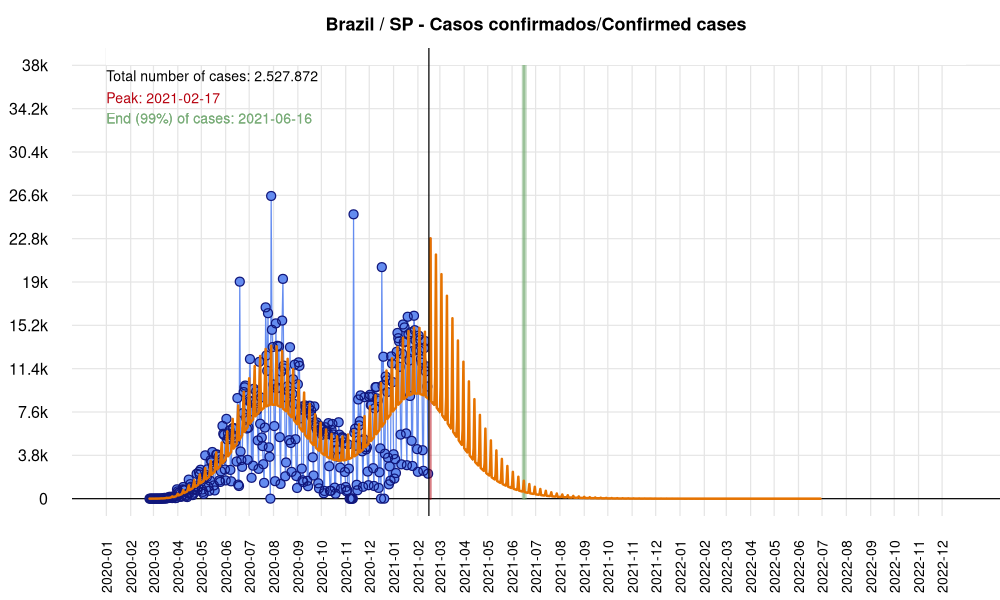 Brazil / SP - Casos confirmados/Confirmed cases
38k
Total number of cases: 2.527.872
Peak: 2021-02-17
End (99%) of cases: 2021-06-16
34.2k
30.4k
26.6k
22.8k
19k
15.2k
11.4k
7.6k
3.8k
0
2020-01
2020-02
2020-03
2020-04
2020-05
2020-06
2020-07
2020-08
2020-09
2020-10
2020-11
2020-12
2021-01
2021-02
2021-03
2021-04
2021-05
2021-06
2021-07
2021-08
2021-09
2021-10
2021-11
2021-12
2022-01
2022-02
2022-03
2022-04
2022-05
2022-06
2022-07
2022-08
2022-09
2022-10
2022-11
2022-12